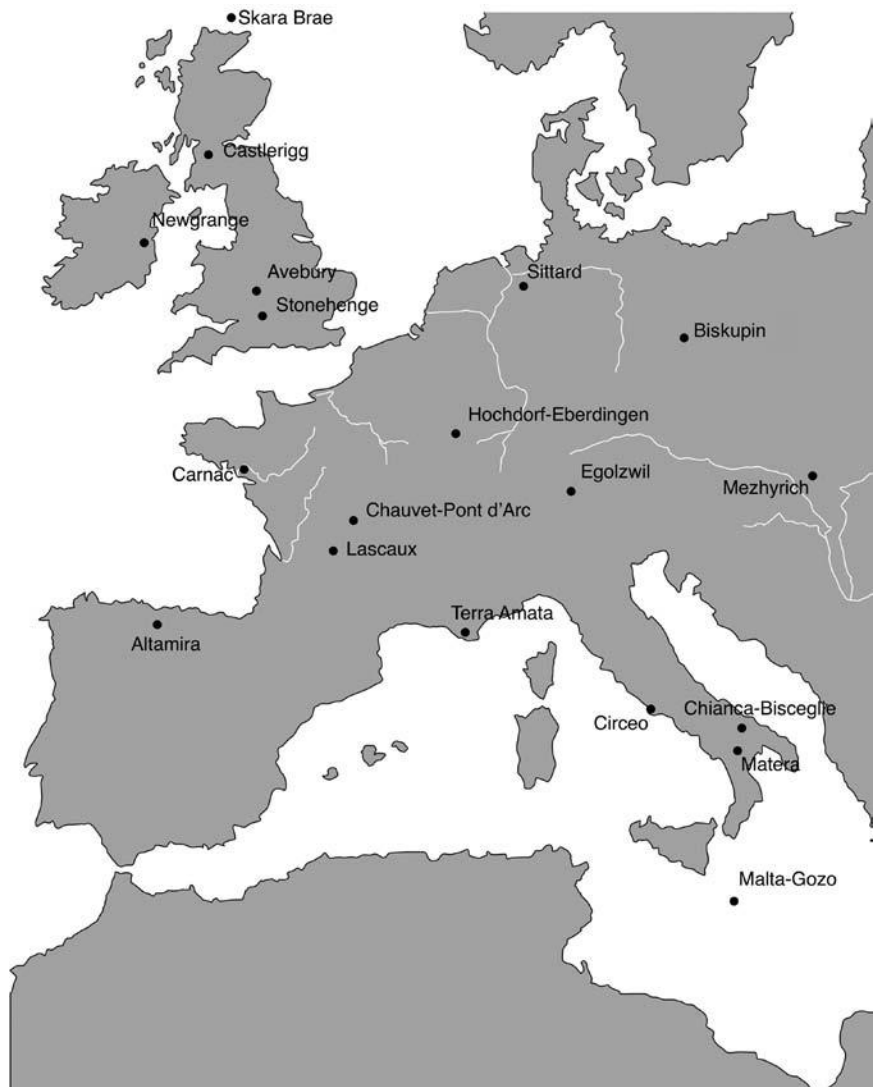 Skara Brae
Castlerigg
Newgrange
Avebury
Sittard
Stonehenge
Biskupin
Hochdorf-Eberdingen
Carnac
Egolzwil
Mezhyrich
Chauvet-Pont d’Arc
Lascaux
Terra Amata
Altamira
Chianca-Bisceglie
Circeo
Matera
Malta-Gozo